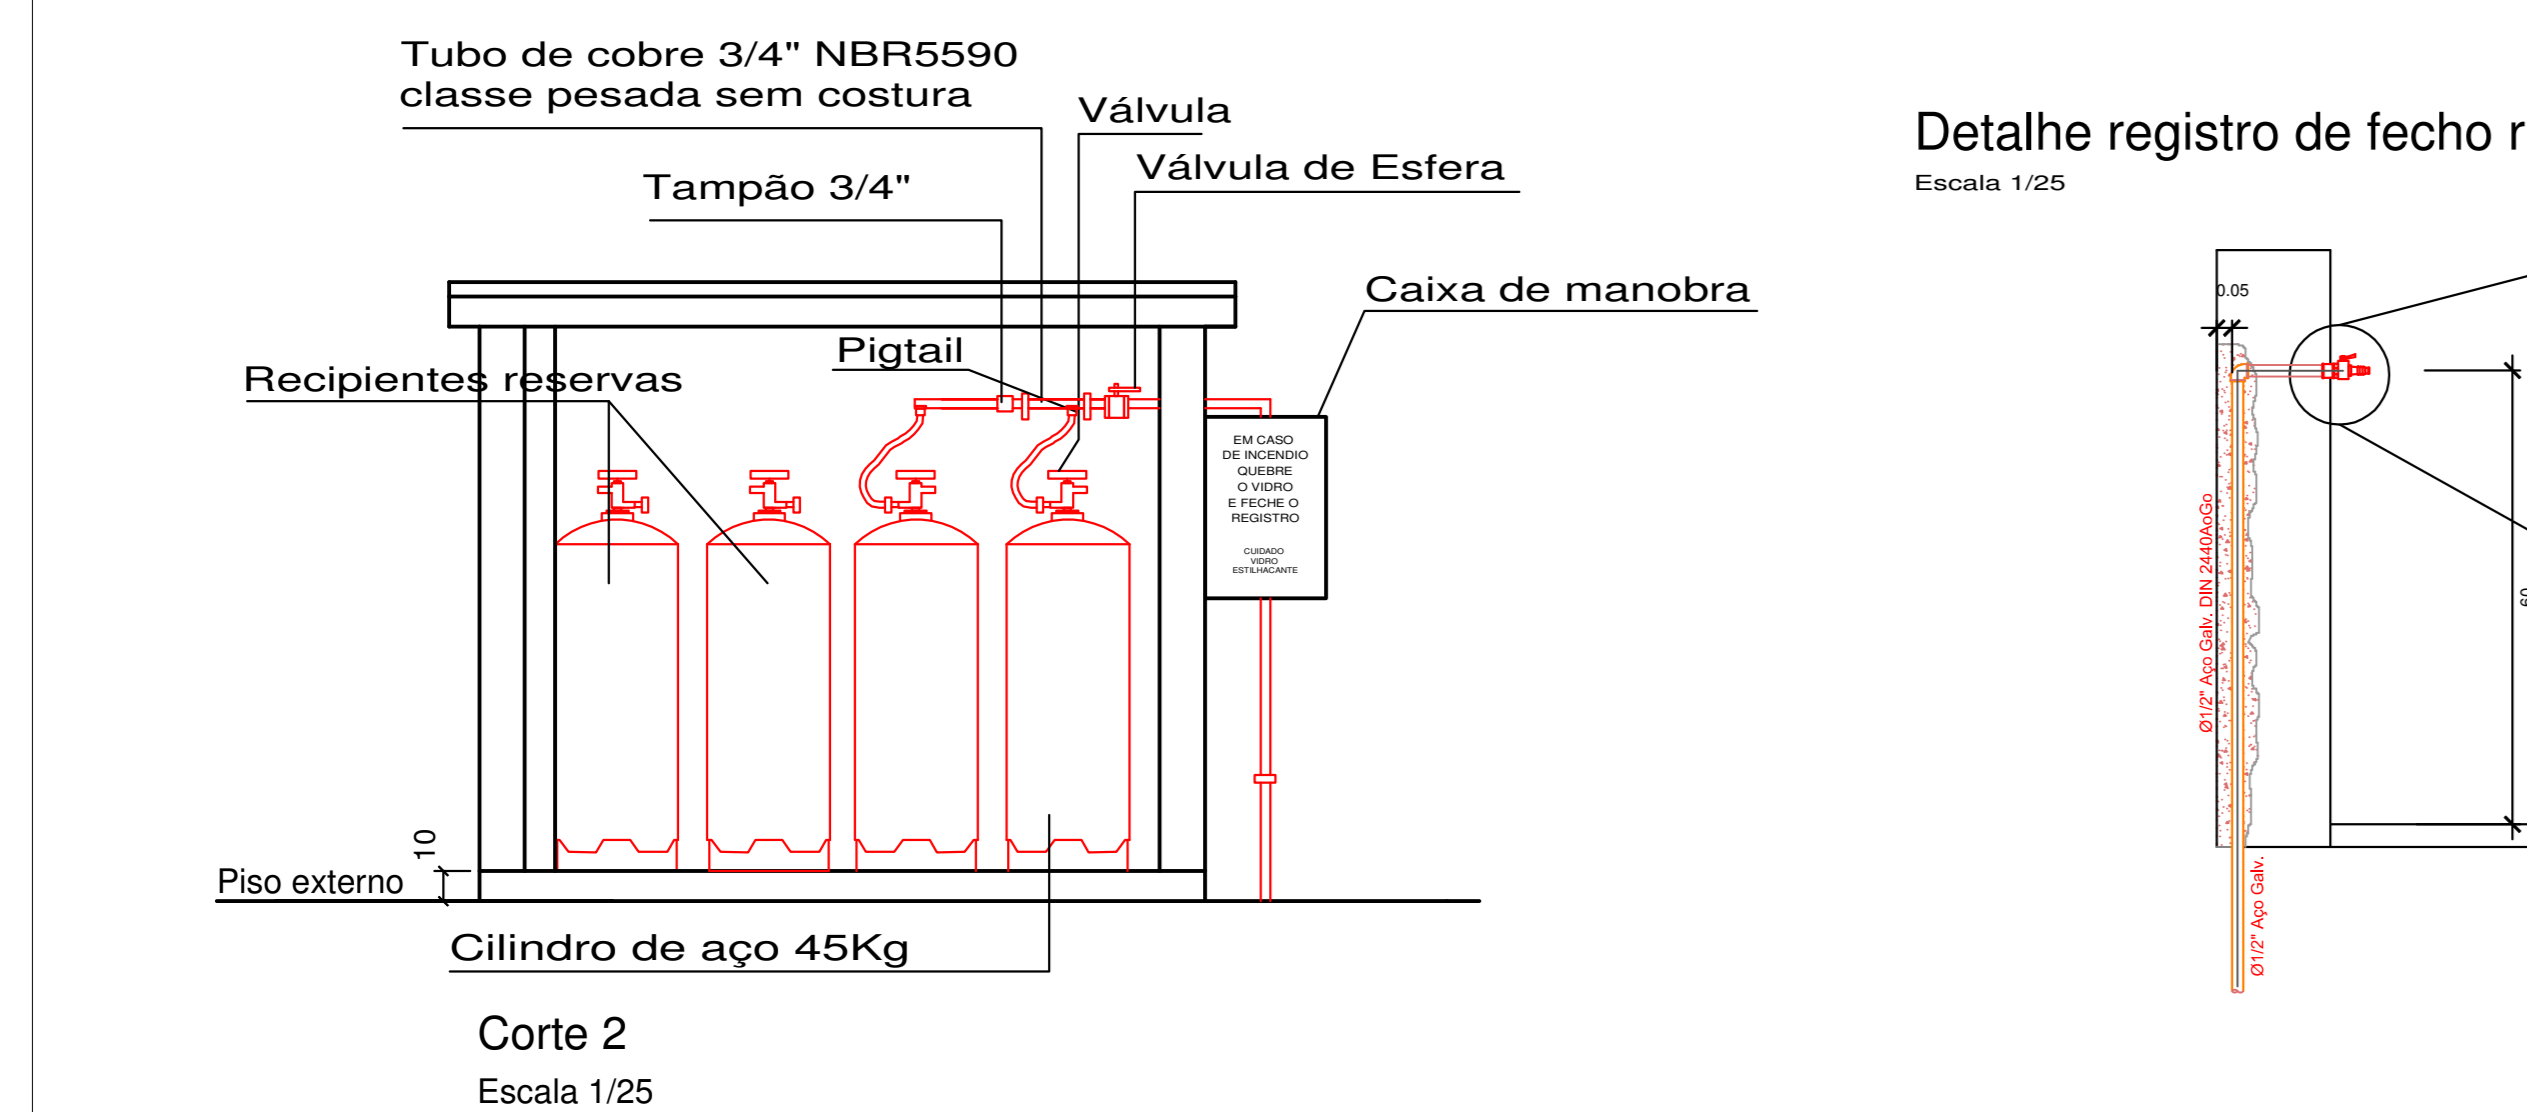 Tubo de cobre 3/4" NBR5590
classe pesada sem costura
Válvula
Válvula de Esfera
Tampão 3/4"
Caixa de manobra
Pigtail
Recipientes reservas
EM CASO
DE INCENDIO
QUEBRE
O VIDRO
E FECHE O
REGISTRO
CUIDADO
VIDRO
ESTILHACANTE
10
Piso externo
Cilindro de aço 45Kg
Corte 2
Escala 1/25
Detalhe registro de fecho r
Escala 1/25
0.05
Ø1/2" Aço Galv. DIN 2440AoGo
Ø1/2" Aço Galv.